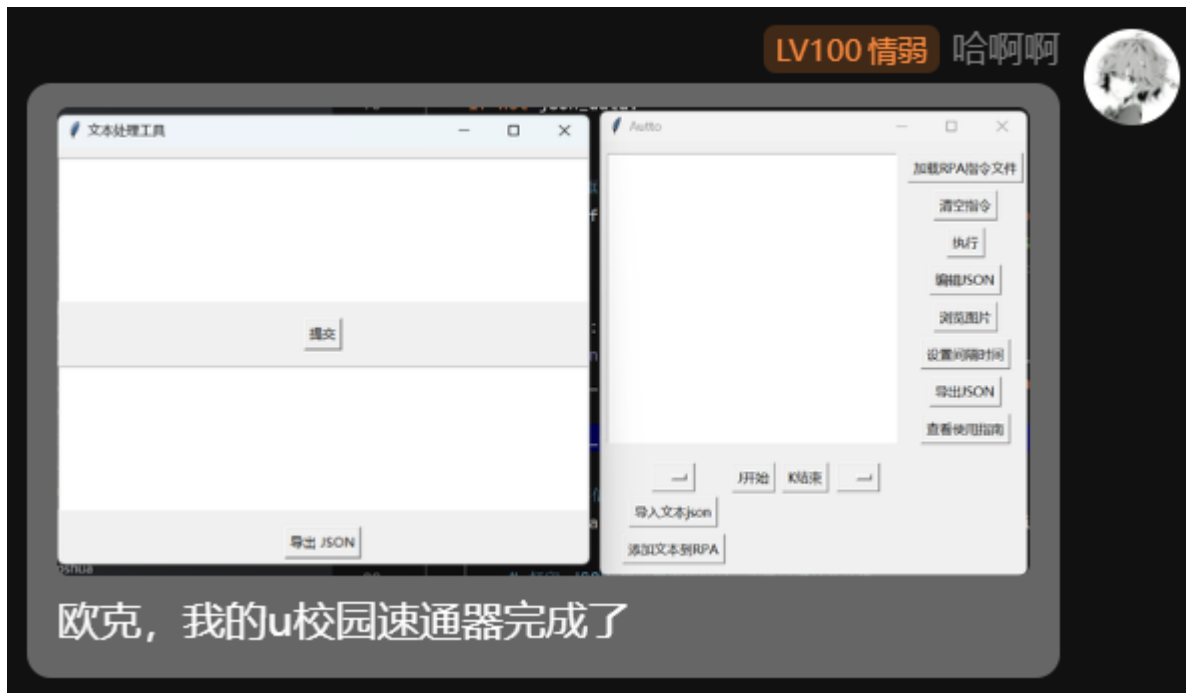 LV100 情弱 哈啊啊
文本处理工具
提交
导出 JSON
Autto
加载RPA指令文件
清空指令
执行
编辑JSON
浏览图片
设置间隔时间
导出JSON
查看使用指南
J开始 K结束
导入文本json
添加文本到RPA
欧克，我的u校园速通器完成了